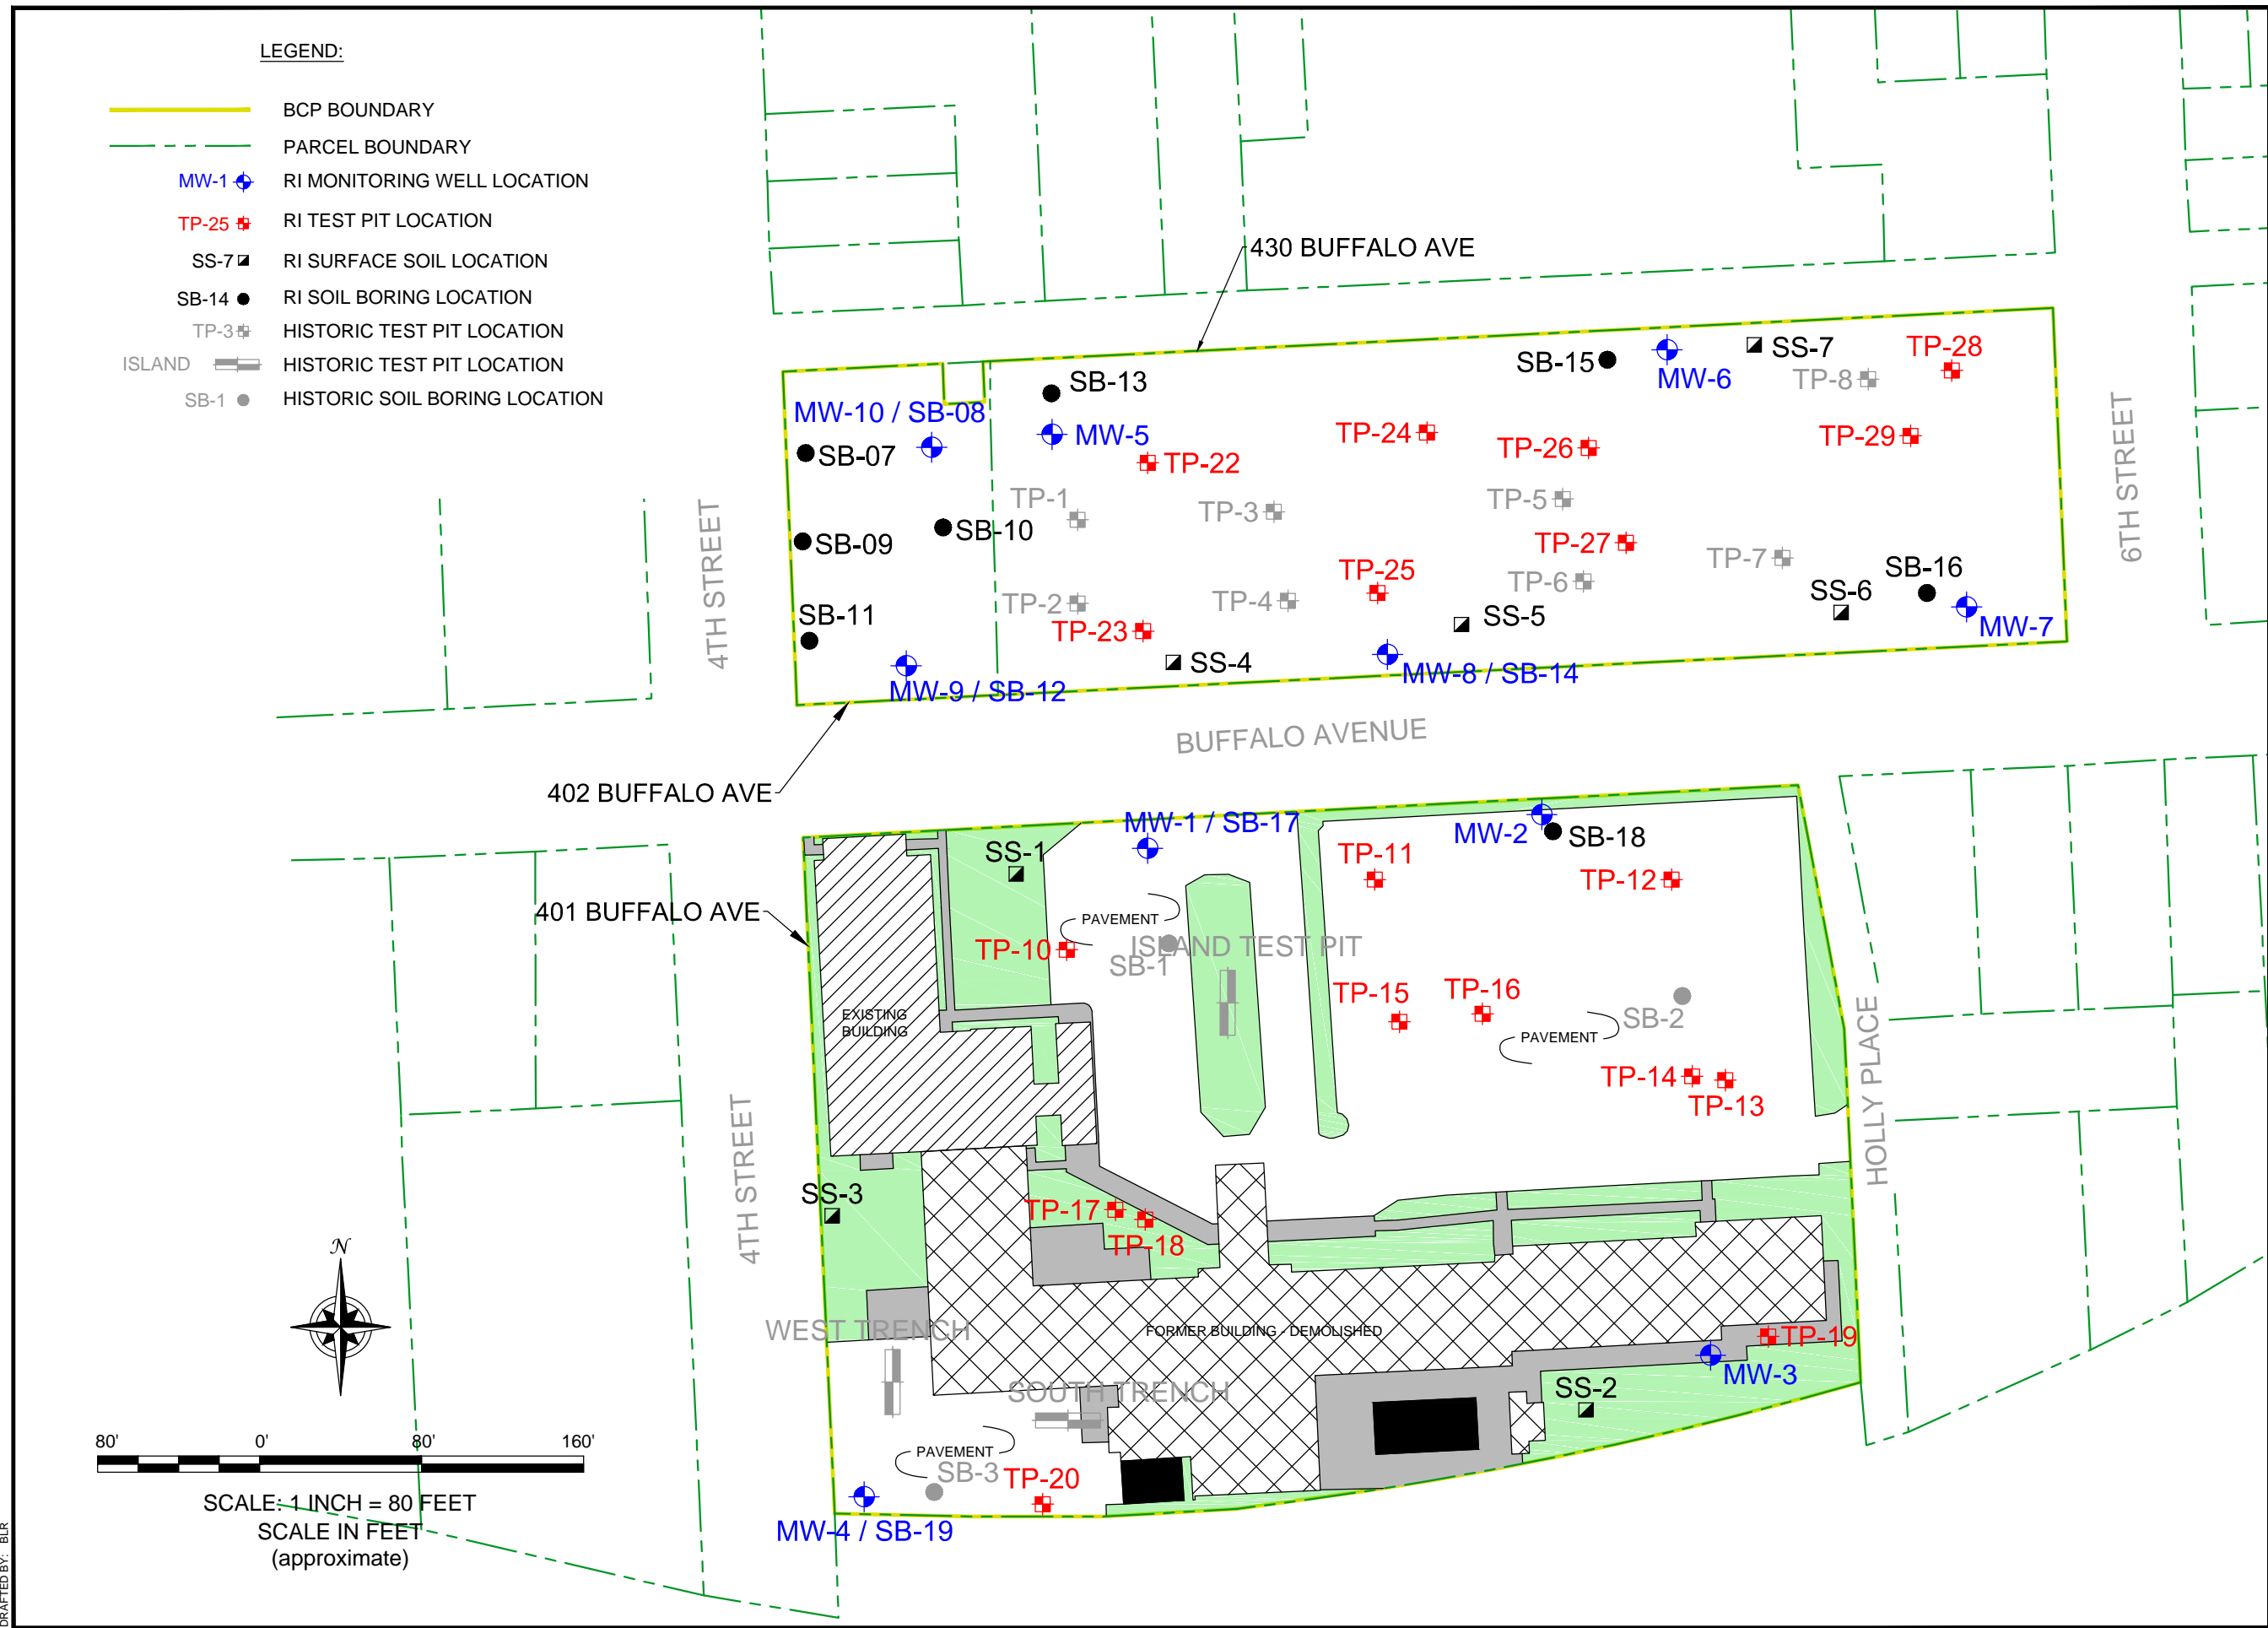 LEGEND:
BCP BOUNDARY
PARCEL BOUNDARY
MW-1 RI MONITORING WELL LOCATION
TP-25 RI TEST PIT LOCATION
SS-7 RI SURFACE SOIL LOCATION
SB-14 RI SOIL BORING LOCATION
TP-3 HISTORIC TEST PIT LOCATION
ISLAND HISTORIC TEST PIT LOCATION
SB-1 HISTORIC SOIL BORING LOCATION
430 BUFFALO AVE
SB-15
MW-6
SS-7
TP-8
TP-28
SB-13
MW-10 / SB-08
MW-5
SB-07
TP-22
TP-24
TP-26
TP-29
TP-1
TP-3
TP-5
SB-10
SB-09
TP-27
TP-7
TP-25
TP-6
SB-16
SS-6
SB-11
TP-2
TP-4
TP-23
SS-5
MW-7
SS-4
MW-8 / SB-14
MW-9 / SB-12
4TH STREET
6TH STREET
BUFFALO AVENUE
402 BUFFALO AVE
MW-1 / SB-17
MW-2
SB-18
SS-1
TP-11
TP-12
401 BUFFALO AVE
PAVEMENT
TP-10
ISLAND TEST PIT
SB-1
TP-15
TP-16
EXISTING
BUILDING
SB-2
PAVEMENT
TP-14
TP-13
HOLLY PLACE
4TH STREET
SS-3
TP-17
TP-18
N
WEST TRENCH
FORMER BUILDING - DEMOLISHED
TP-19
MW-3
SOUTH TRENCH
SS-2
PAVEMENT
SB-3
TP-20
MW-4 / SB-19
80' 0' 80' 160'
SCALE: 1 INCH = 80 FEET
SCALE IN FEET
(approximate)
DRAFTED BY: BLR